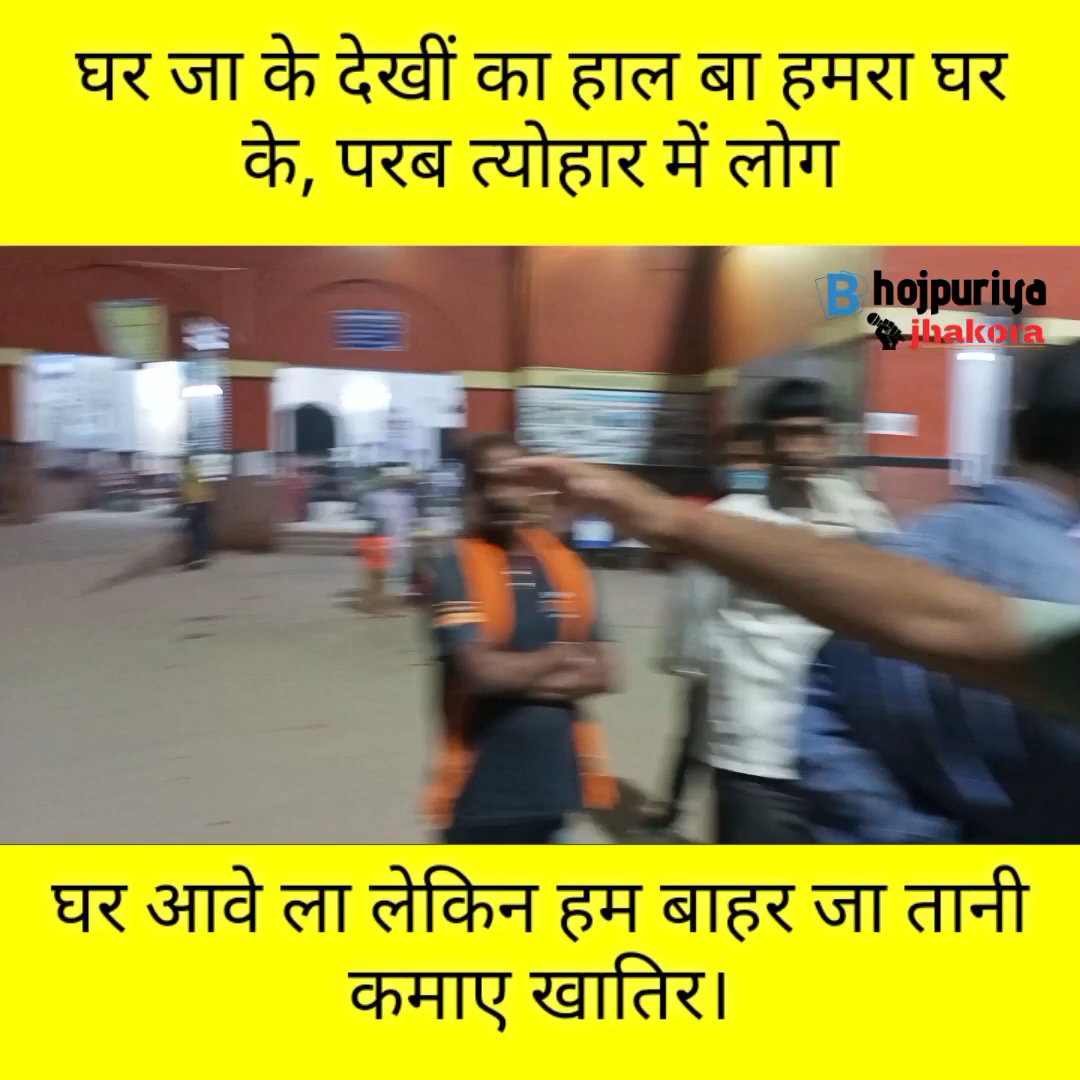 घर जा के देखीं का हाल बा हमरा घर
के, परब त्योहार में लोग
Bhojpuriya
jhakora
घर आवे ला लेकिन हम बाहर जा तानी
कमाए खातिर।